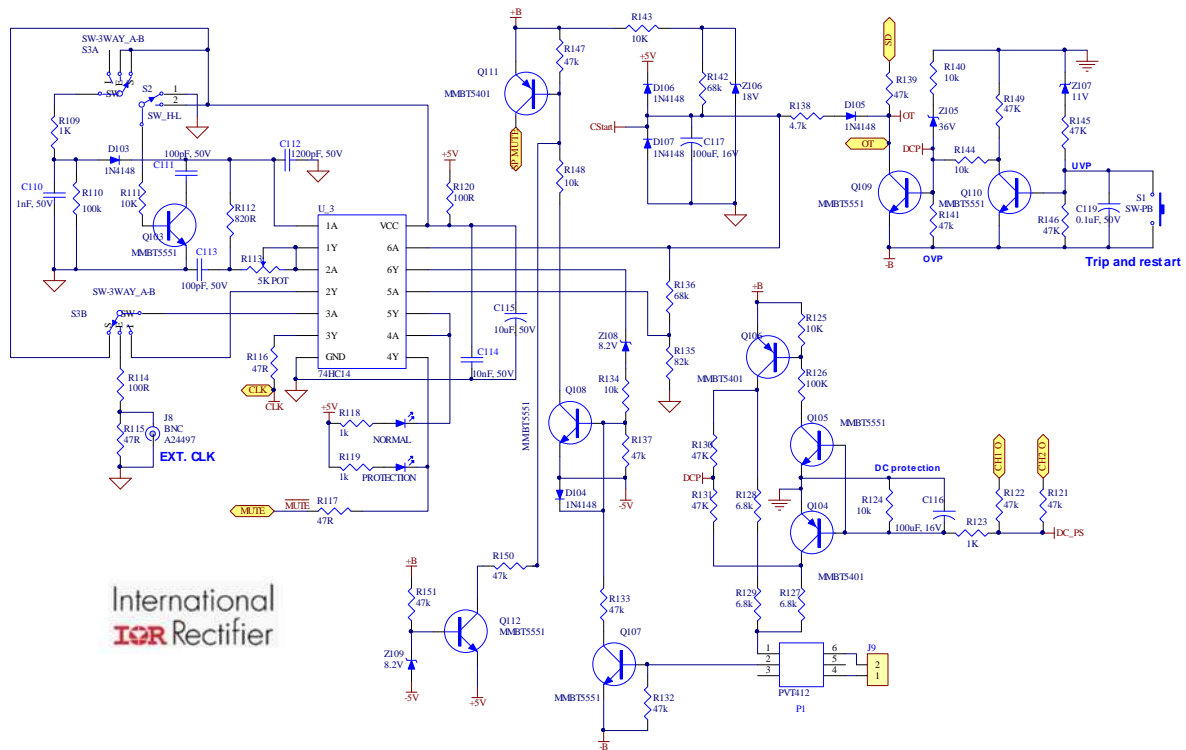 SW-3WAY_A-B
S3A
SW
S2
1
2
SW_H-L
R109
1K
D103
1N4148
100pF, 50V
C111
C112
1200pF, 50V
C110
1nF, 50V
R110
100k
R111
10K
R112
820R
Q103
MMBT5551
C113
100pF, 50V
R113
5K POT
SW-3WAY_A-B
S3B
SW
R114
100R
R115
47R
J8
BNC
A24497
EXT. CLK
R116
47R
CLK
CLK
U_3
1A
1Y
2A
2Y
3A
3Y
GND
VCC
6A
6Y
5A
5Y
4A
4Y
74HC14
+5V
R120
100R
C115
10uF, 50V
C114
10nF, 50V
+5V
R118
1k
NORMAL
R119
1k
PROTECTION
MUTE
MUTE
R117
47R
+B
Q111
MMBT5401
SP MUTE
R147
47k
R148
10k
R143
10K
+5V
D106
1N4148
R142
68k
Z106
18V
CStart
D107
1N4148
C117
100uF, 16V
R138
4.7k
D105
1N4148
SD
R139
47k
OT
OT
R140
10k
Z105
36V
DCP
R144
10k
R149
47K
Z107
11V
R145
47K
UVP
Q109
MMBT5551
R141
47k
Q110
MMBT5551
R146
47K
C119
0.1uF, 50V
S1
SW-PB
-B
OVP
Trip and restart
R136
68k
R135
82k
Z108
8.2V
R134
10k
R137
47k
-5V
Q108
MMBT5551
D104
1N4148
+B
Q106
MMBT5401
R125
10K
R126
100K
Q105
MMBT5551
DC protection
R130
47K
DCP
R131
47K
R128
6.8k
Q104
MMBT5401
R124
10k
C116
100uF, 16V
R123
1K
CH1 O
CH2 O
R122
47k
R121
47k
DC_PS
R129
6.8k
R127
6.8k
+B
R151
47k
Z109
8.2V
-5V
R150
47k
Q112
MMBT5551
+5V
R133
47k
Q107
MMBT5551
R132
47k
-B
1
2
3
6
5
4
PVT412
P1
J9
2
1
International
IOR Rectifier